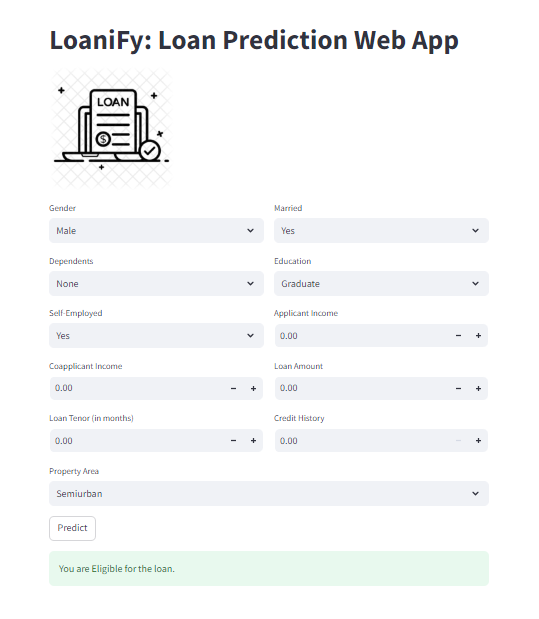 LoaniFy: Loan Prediction Web App
LOAN
$
Gender
Married
Male
Yes
Dependents
Education
None
Graduate
Self-Employed
Applicant Income
Yes
0.00
Coapplicant Income
Loan Amount
0.00
0.00
Loan Tenor (in months)
Credit History
0.00
0.00
Property Area
Semiurban
Predict
You are Eligible for the loan.